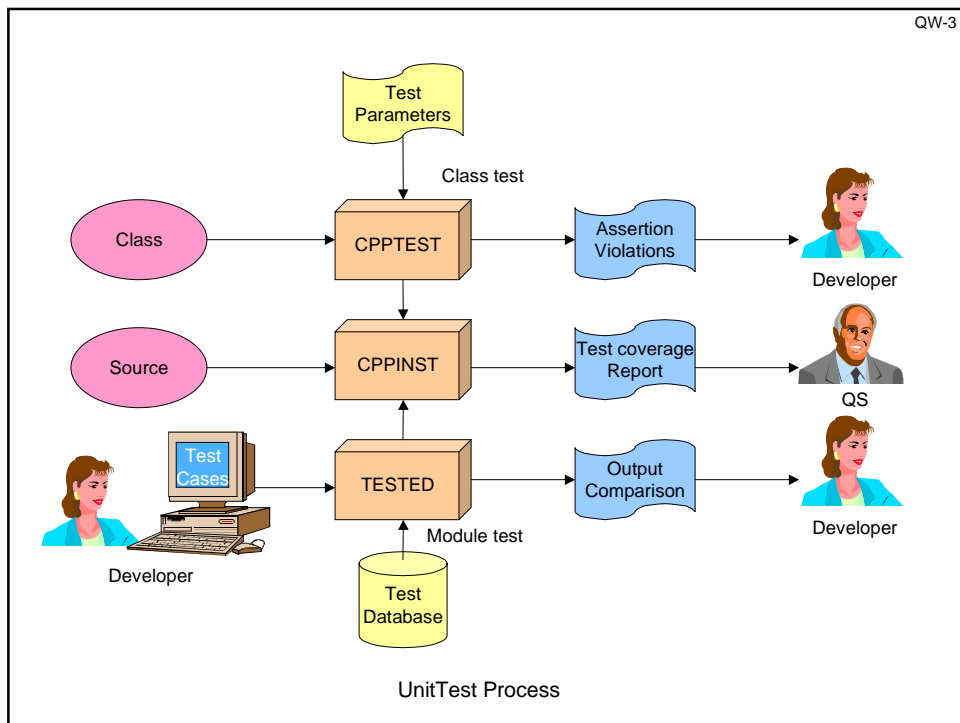 QW-3
Test
Parameters
Class test
Class
CPPTEST
Assertion
Violations
Developer
Source
CPPINST
Test coverage
Report
QS
Test
Cases
Developer
TESTED
Module test
Output
Comparison
Developer
Test
Database
UnitTest Process